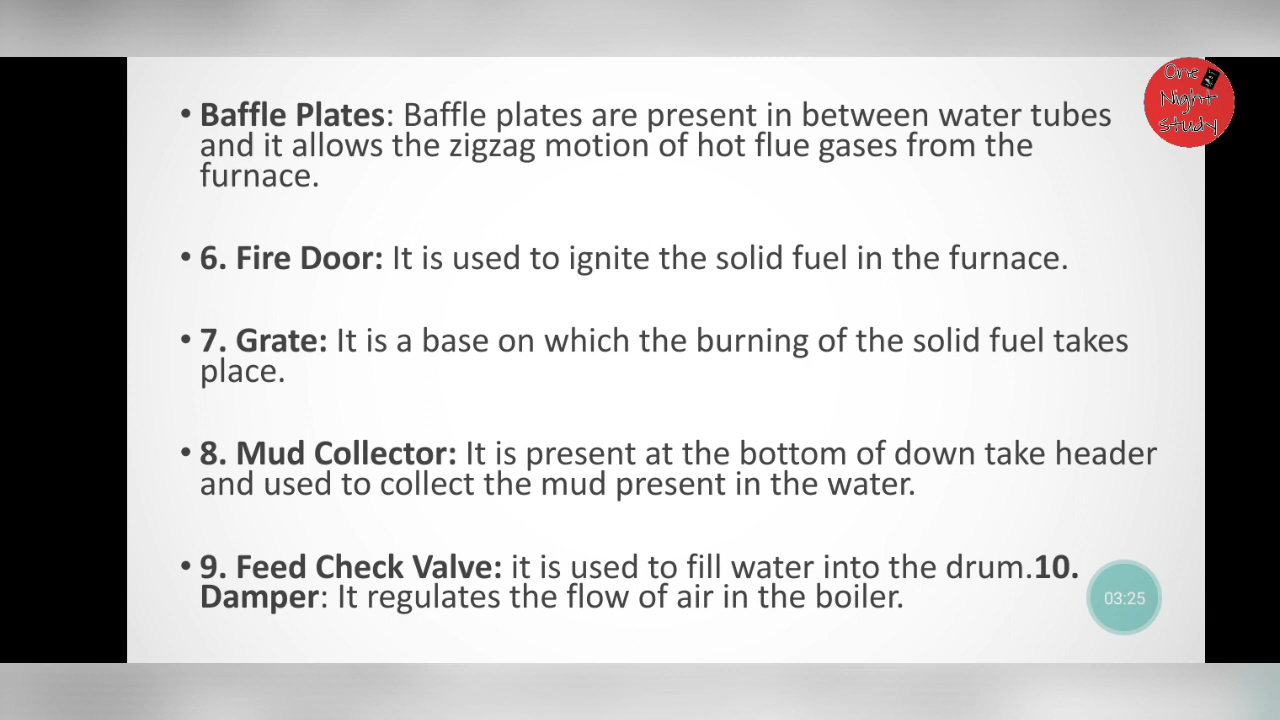 • Baffle Plates: Baffle plates are present in between water tubes
and it allows the zigzag motion of hot flue gases from the
furnace.
• 6. Fire Door: It is used to ignite the solid fuel in the furnace.
• 7. Grate: It is a base on which the burning of the solid fuel takes
place.
• 8. Mud Collector: It is present at the bottom of down take header
and used to collect the mud present in the water.
• 9. Feed Check Valve: it is used to fill water into the drum.10.
Damper: It regulates the flow of air in the boiler.
One
Night
Study
03:25